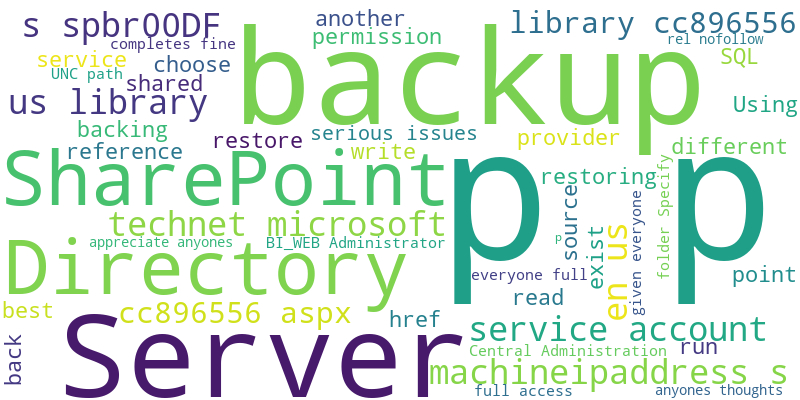 s spbrOODF
completes fine
another
permission
library cc896556
rel nofollow
service
UNC path
choose
SQL
shared
backup
us library
Using
backing
restore
serious issues
write
provider
different
reference
SharePoint
p p
restoring
technet microsoft
source
exist
en us
given everyone
folder Specify
appreciate anyones
BI_WEB Administrator
p
Directory
everyone full
point
read
best
cc896556 aspx
href
service account
back
Server
Central Administration
run
machineipaddress s
full access
anyones thoughts